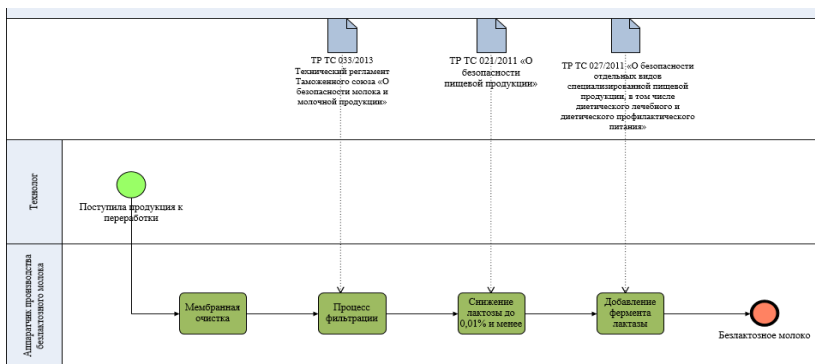 ТР ТС 033/2013
Технический регламент
Таможенного союза «О
безопасности молока и
молочной продукции»
ТР ТС 021/2011 «О
безопасности
пищевой продукции»
ТР ТС 027/2011 «О безопасности
отдельных видов
специализированной пищевой
продукции, в том числе
диетического лечебного и
диетического профилактического
питания»
Технолог
Поступила продукция к
переработки
Аппаратчик производства
безлактозного молока
Мембранная
очистка
Процесс
фильтрации
Снижение
лактозы до
0,01% и менее
Добавление
фермента
лактазы
Безлактозное молоко